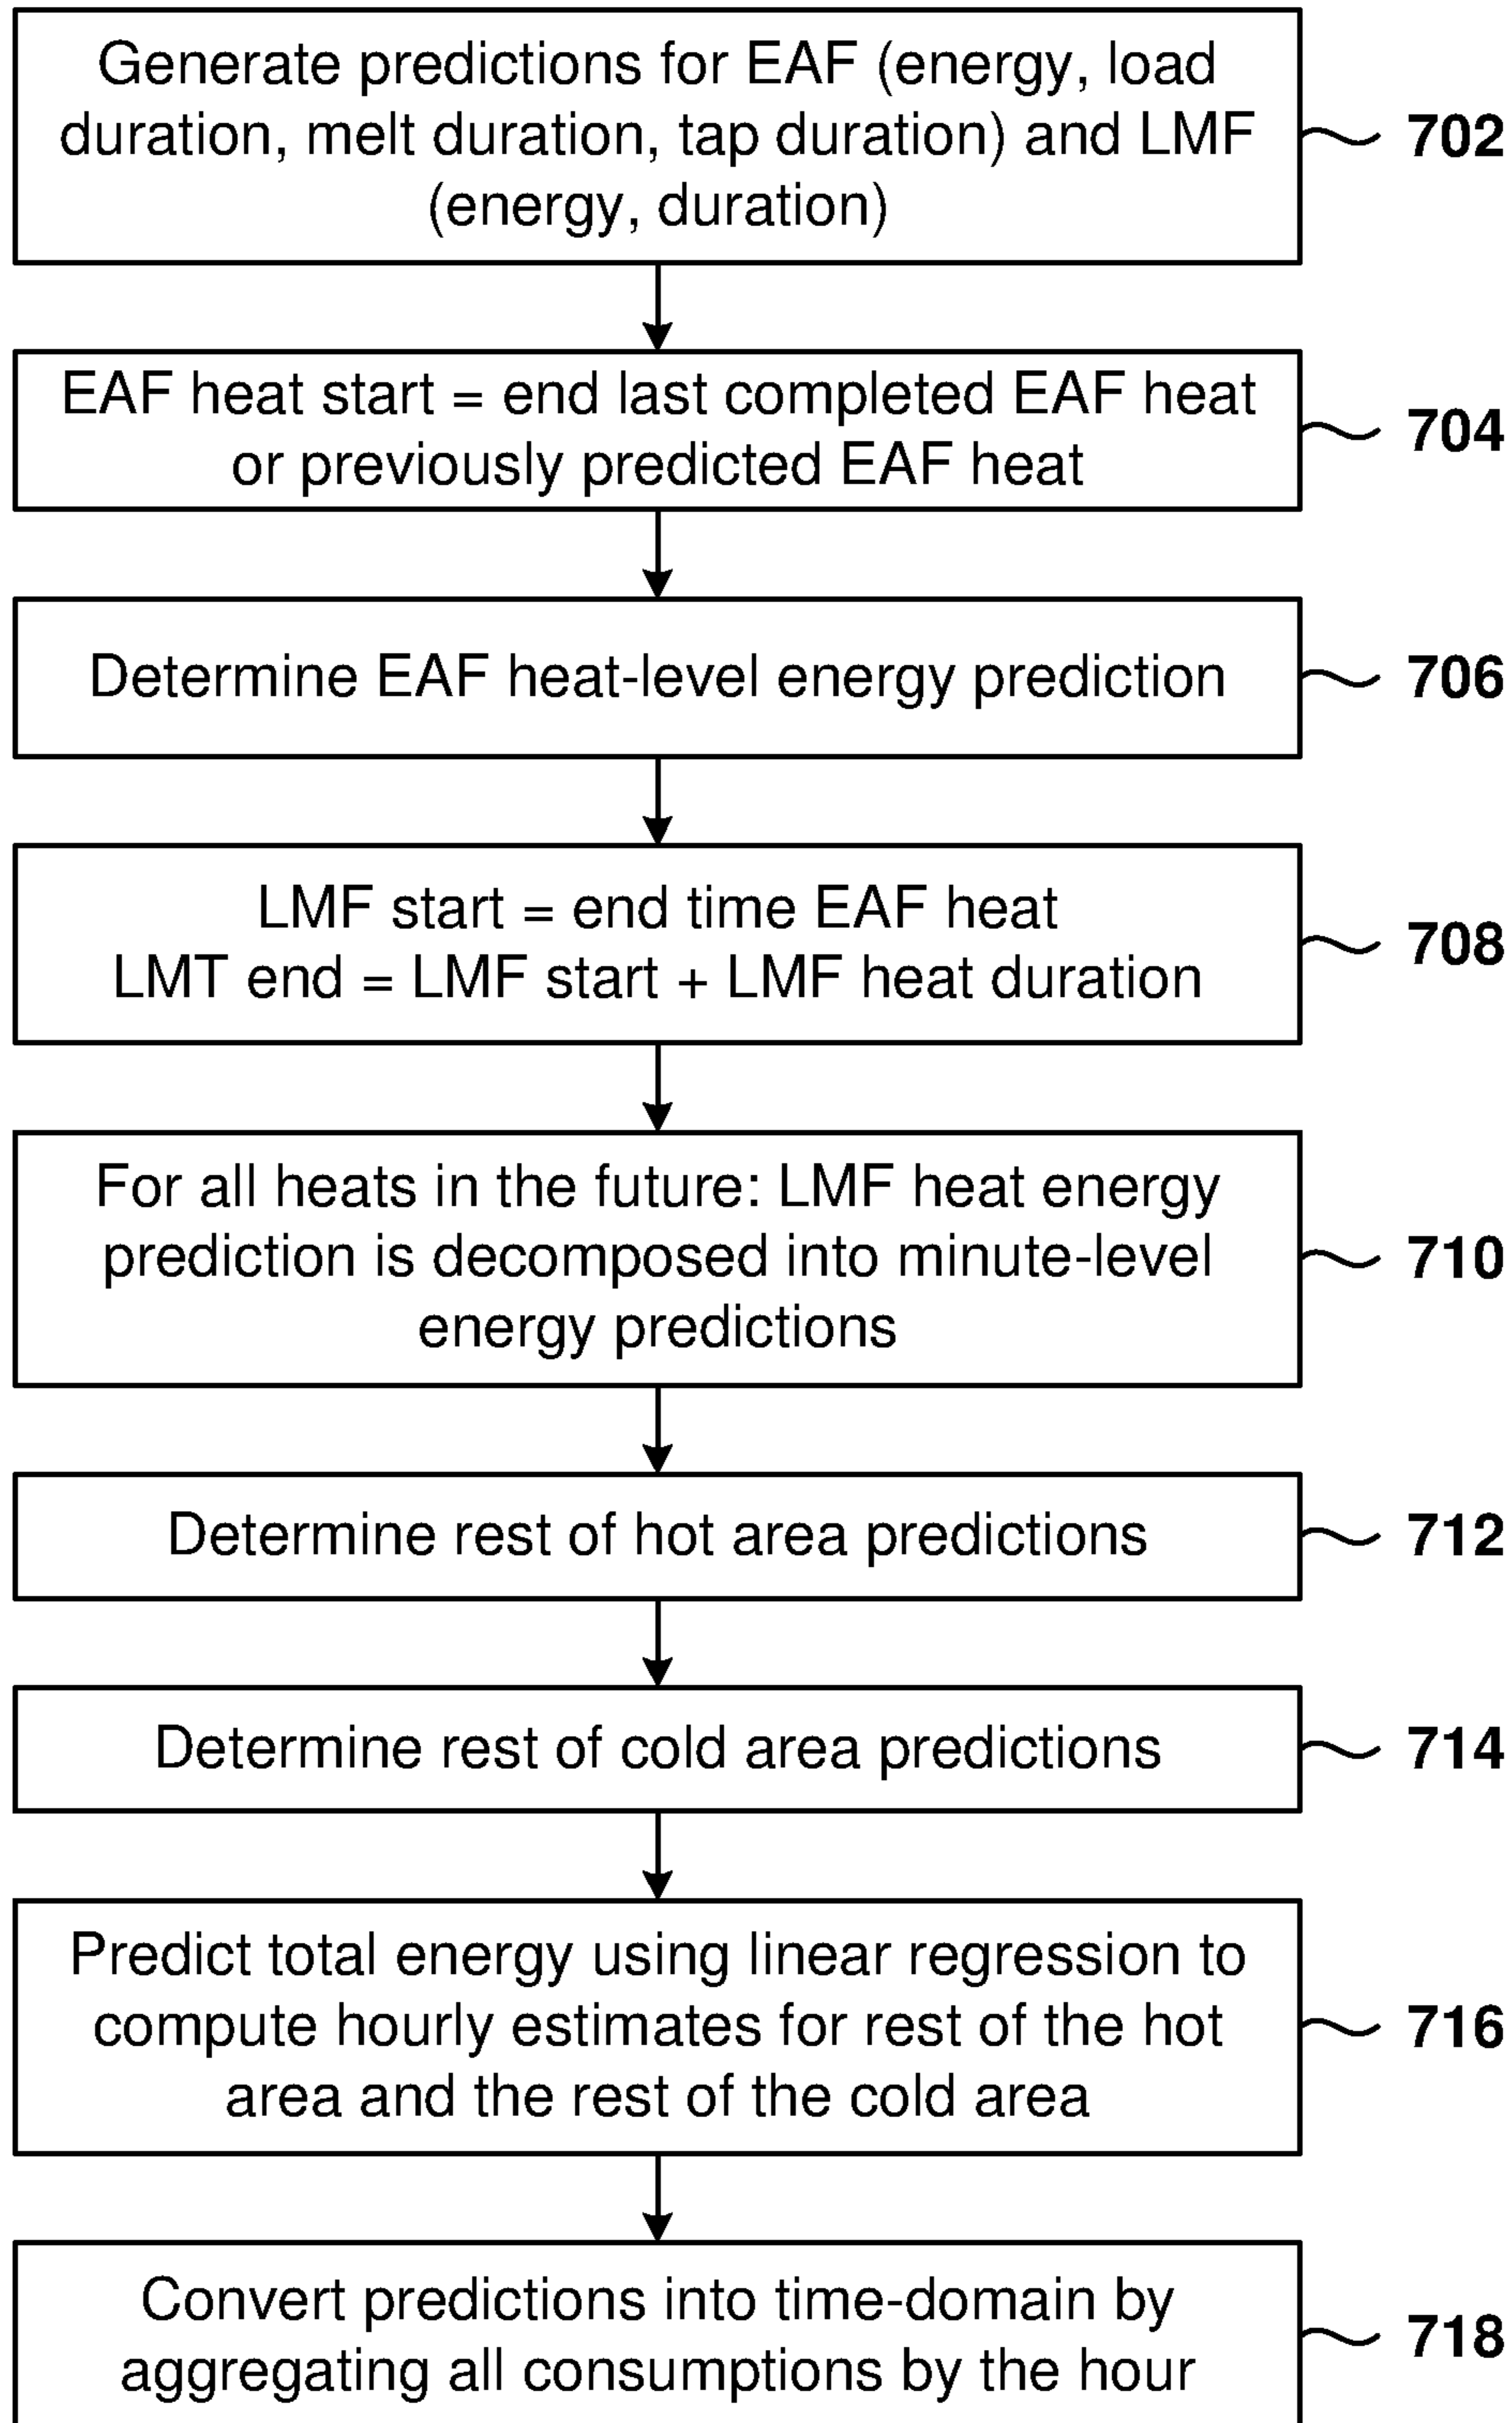 Generate predictions for EAF (energy, load
duration, melt duration, tap duration) and LMF
(energy, duration)
702
EAF heat start = end last completed EAF heat
or previously predicted EAF heat
704
Determine EAF heat-level energy prediction
706
LMF start = end time EAF heat
LMT end = LMF start + LMF heat duration
708
For all heats in the future: LMF heat energy
prediction is decomposed into minute-level
energy predictions
710
Determine rest of hot area predictions
712
Determine rest of cold area predictions
714
Predict total energy using linear regression to
compute hourly estimates for rest of the hot
area and the rest of the cold area
716
Convert predictions into time-domain by
aggregating all consumptions by the hour
718